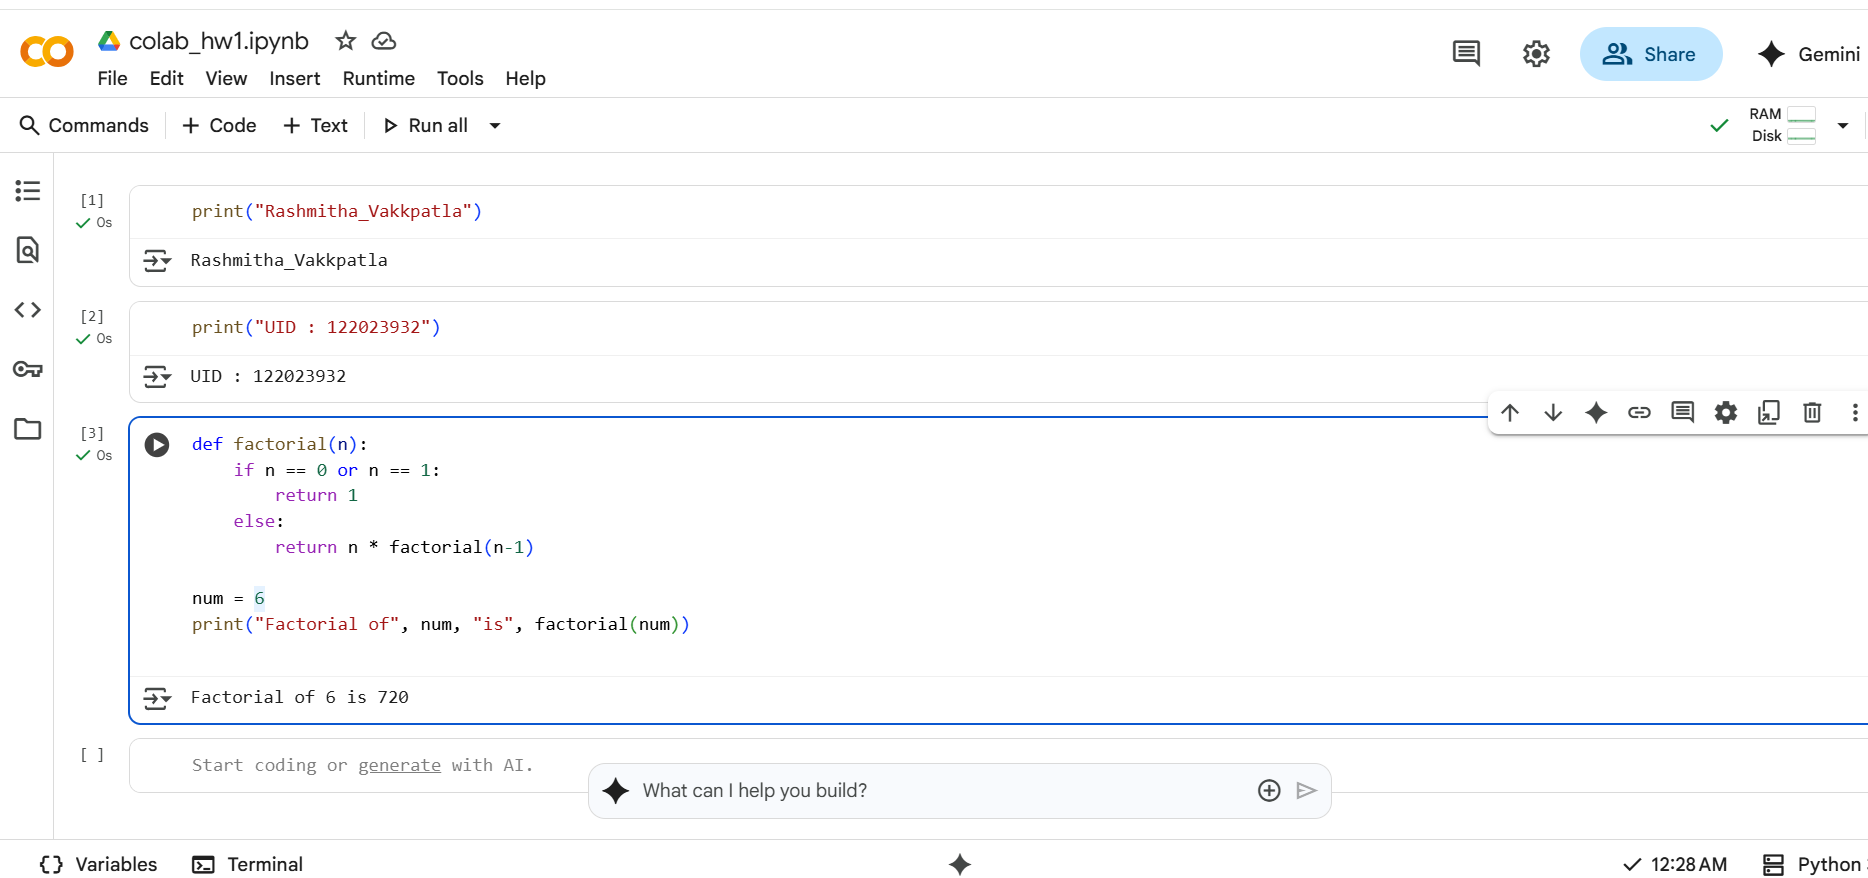 colab_hw1.ipynb
File Edit View Insert Runtime Tools Help
Share
Gemini
Commands + Code + Text Run all
RAM
Disk
[1]
0s
print("Rashmitha_Vakkpatla")
Rashmitha_Vakkpatla
[2]
0s
print("UID : 122023932")
UID : 122023932
[3]
0s
def factorial(n):
    if n == 0 or n == 1:
        return 1
    else:
        return n * factorial(n-1)
num = 6
print("Factorial of", num, "is", factorial(num))
Factorial of 6 is 720
[ ]
Start coding or generate with AI.
What can I help you build?
{} Variables
Terminal
12:28 AM
Python